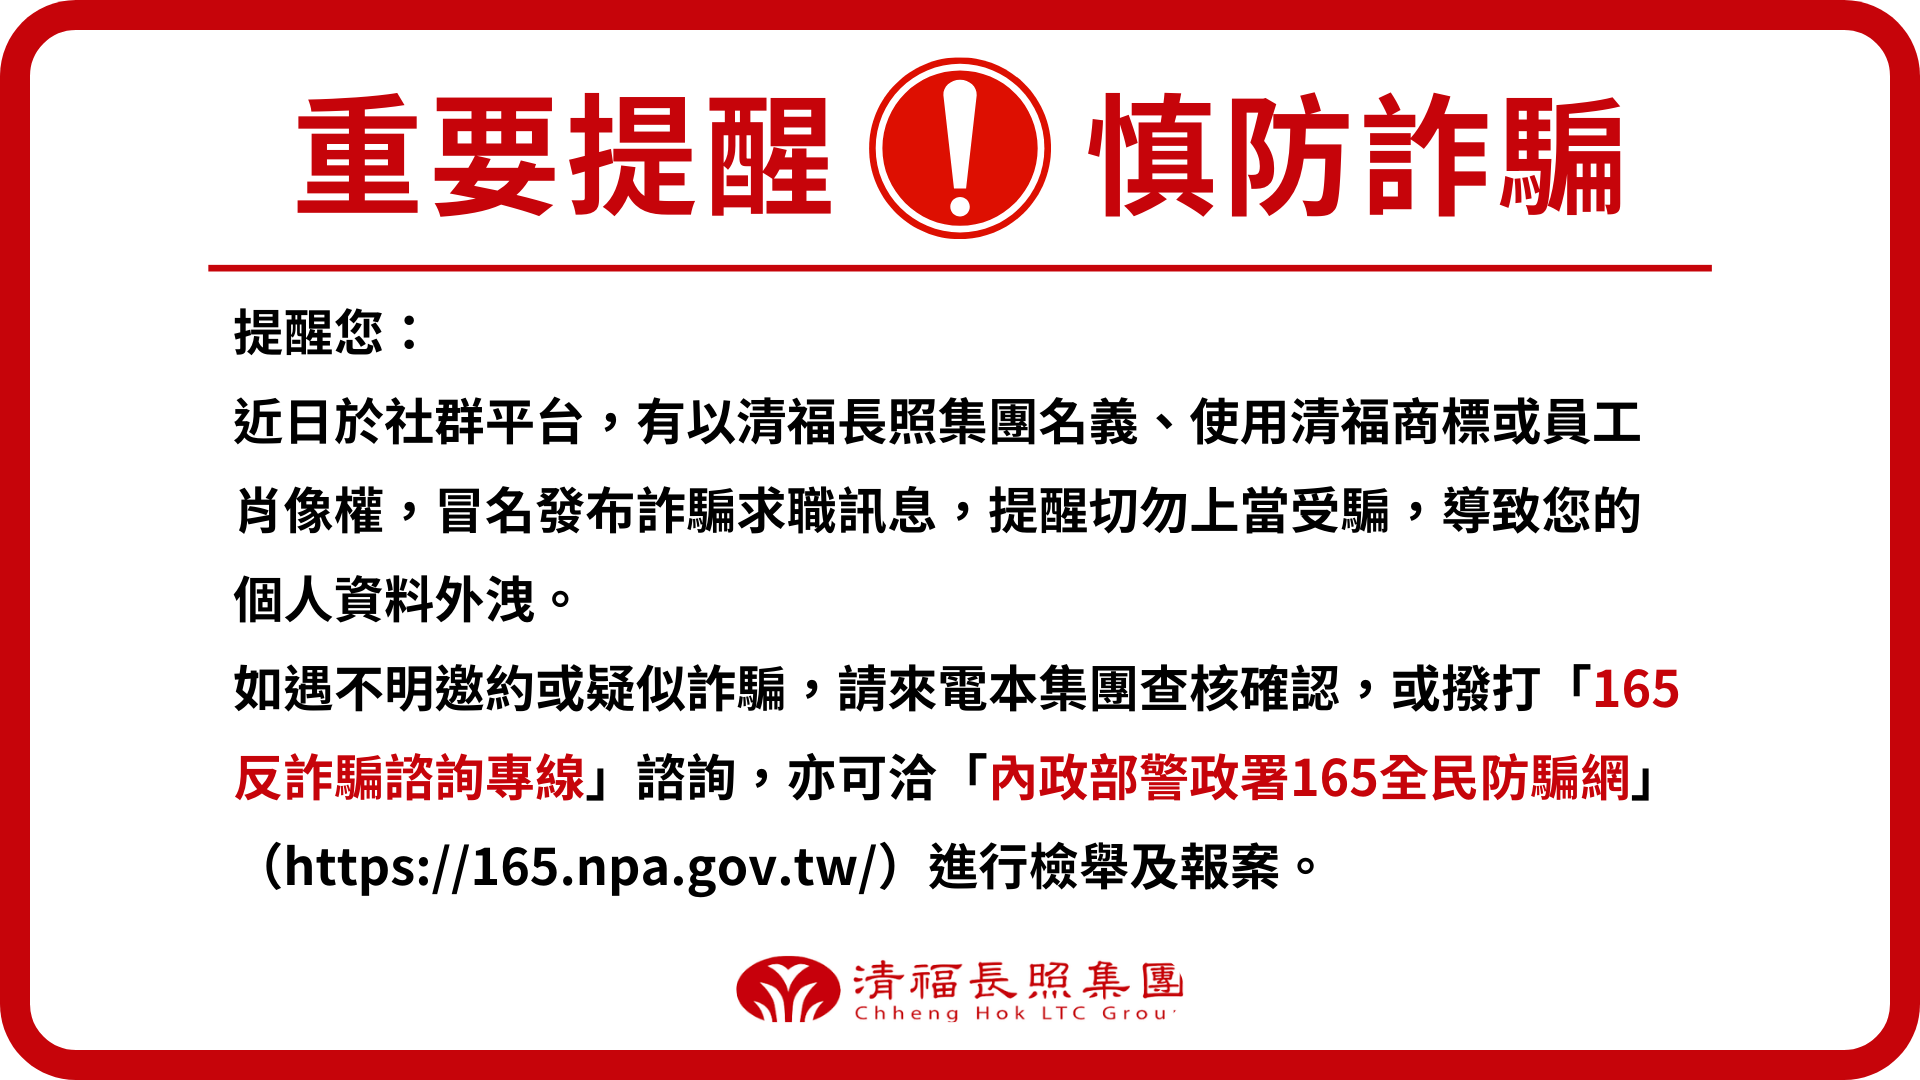 重要提醒 ! 慎防詐騙
提醒您：
近日於社群平台，有以清福長照集團名義、使用清福商標或員工
肖像權，冒名發布詐騙求職訊息，提醒切勿上當受騙，導致您的
個人資料外洩。
如遇不明邀約或疑似詐騙，請來電本集團查核確認，或撥打「165
反詐騙諮詢專線」諮詢，亦可洽「內政部警政署165全民防騙網」
（https://165.npa.gov.tw/）進行檢舉及報案。
清福長照集團
Chheng Hok LTC Grou